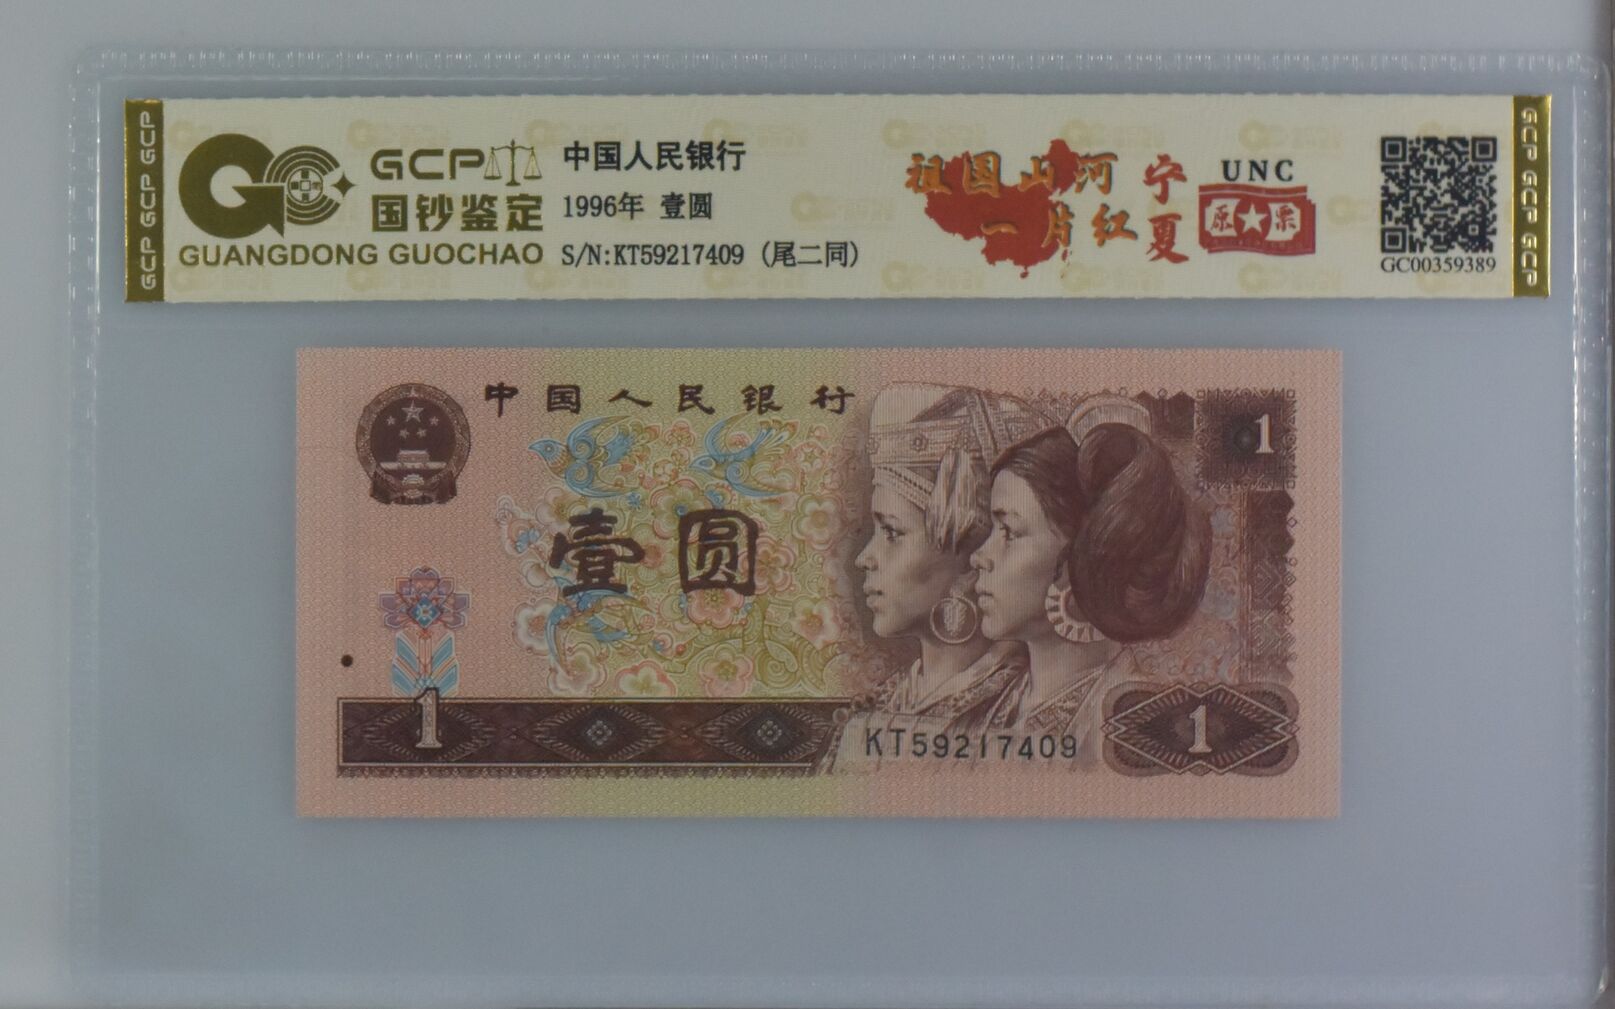 GCP GCP GCP
GCP
国钞鉴定
GUANGDONG GUOCHAO
中国人民银行
1996年 壹圆
S/N:KT59217409 (尾二同)
祖国山河
一片红
宁夏
UNC
原票
GC00359389
GCP GCP GCP
中国人民银行
1
壹圆
1
KT59217409
1